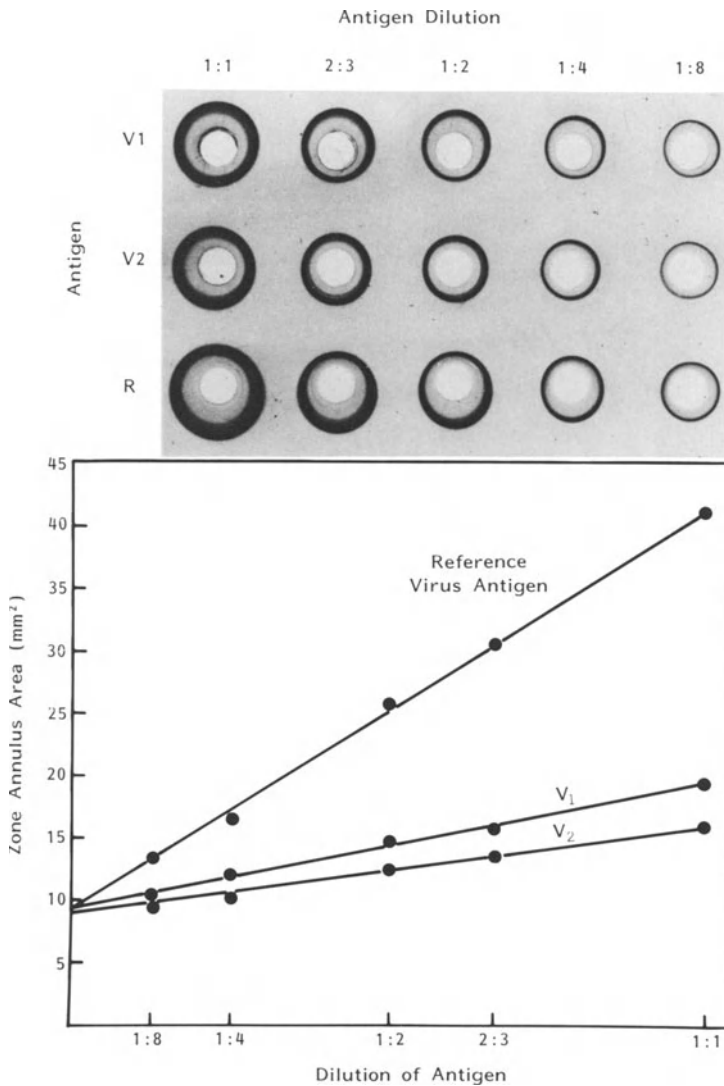 Antigen Dilution
1:1 2:3 1:2 1:4 1:8
V1
V2
R
Antigen
45
40
35
30
25
20
15
10
5
Zone Annulus Area (mm²)
Reference
Virus Antigen
V₁
V₂
1:8 1:4 1:2 2:3 1:1
Dilution of Antigen